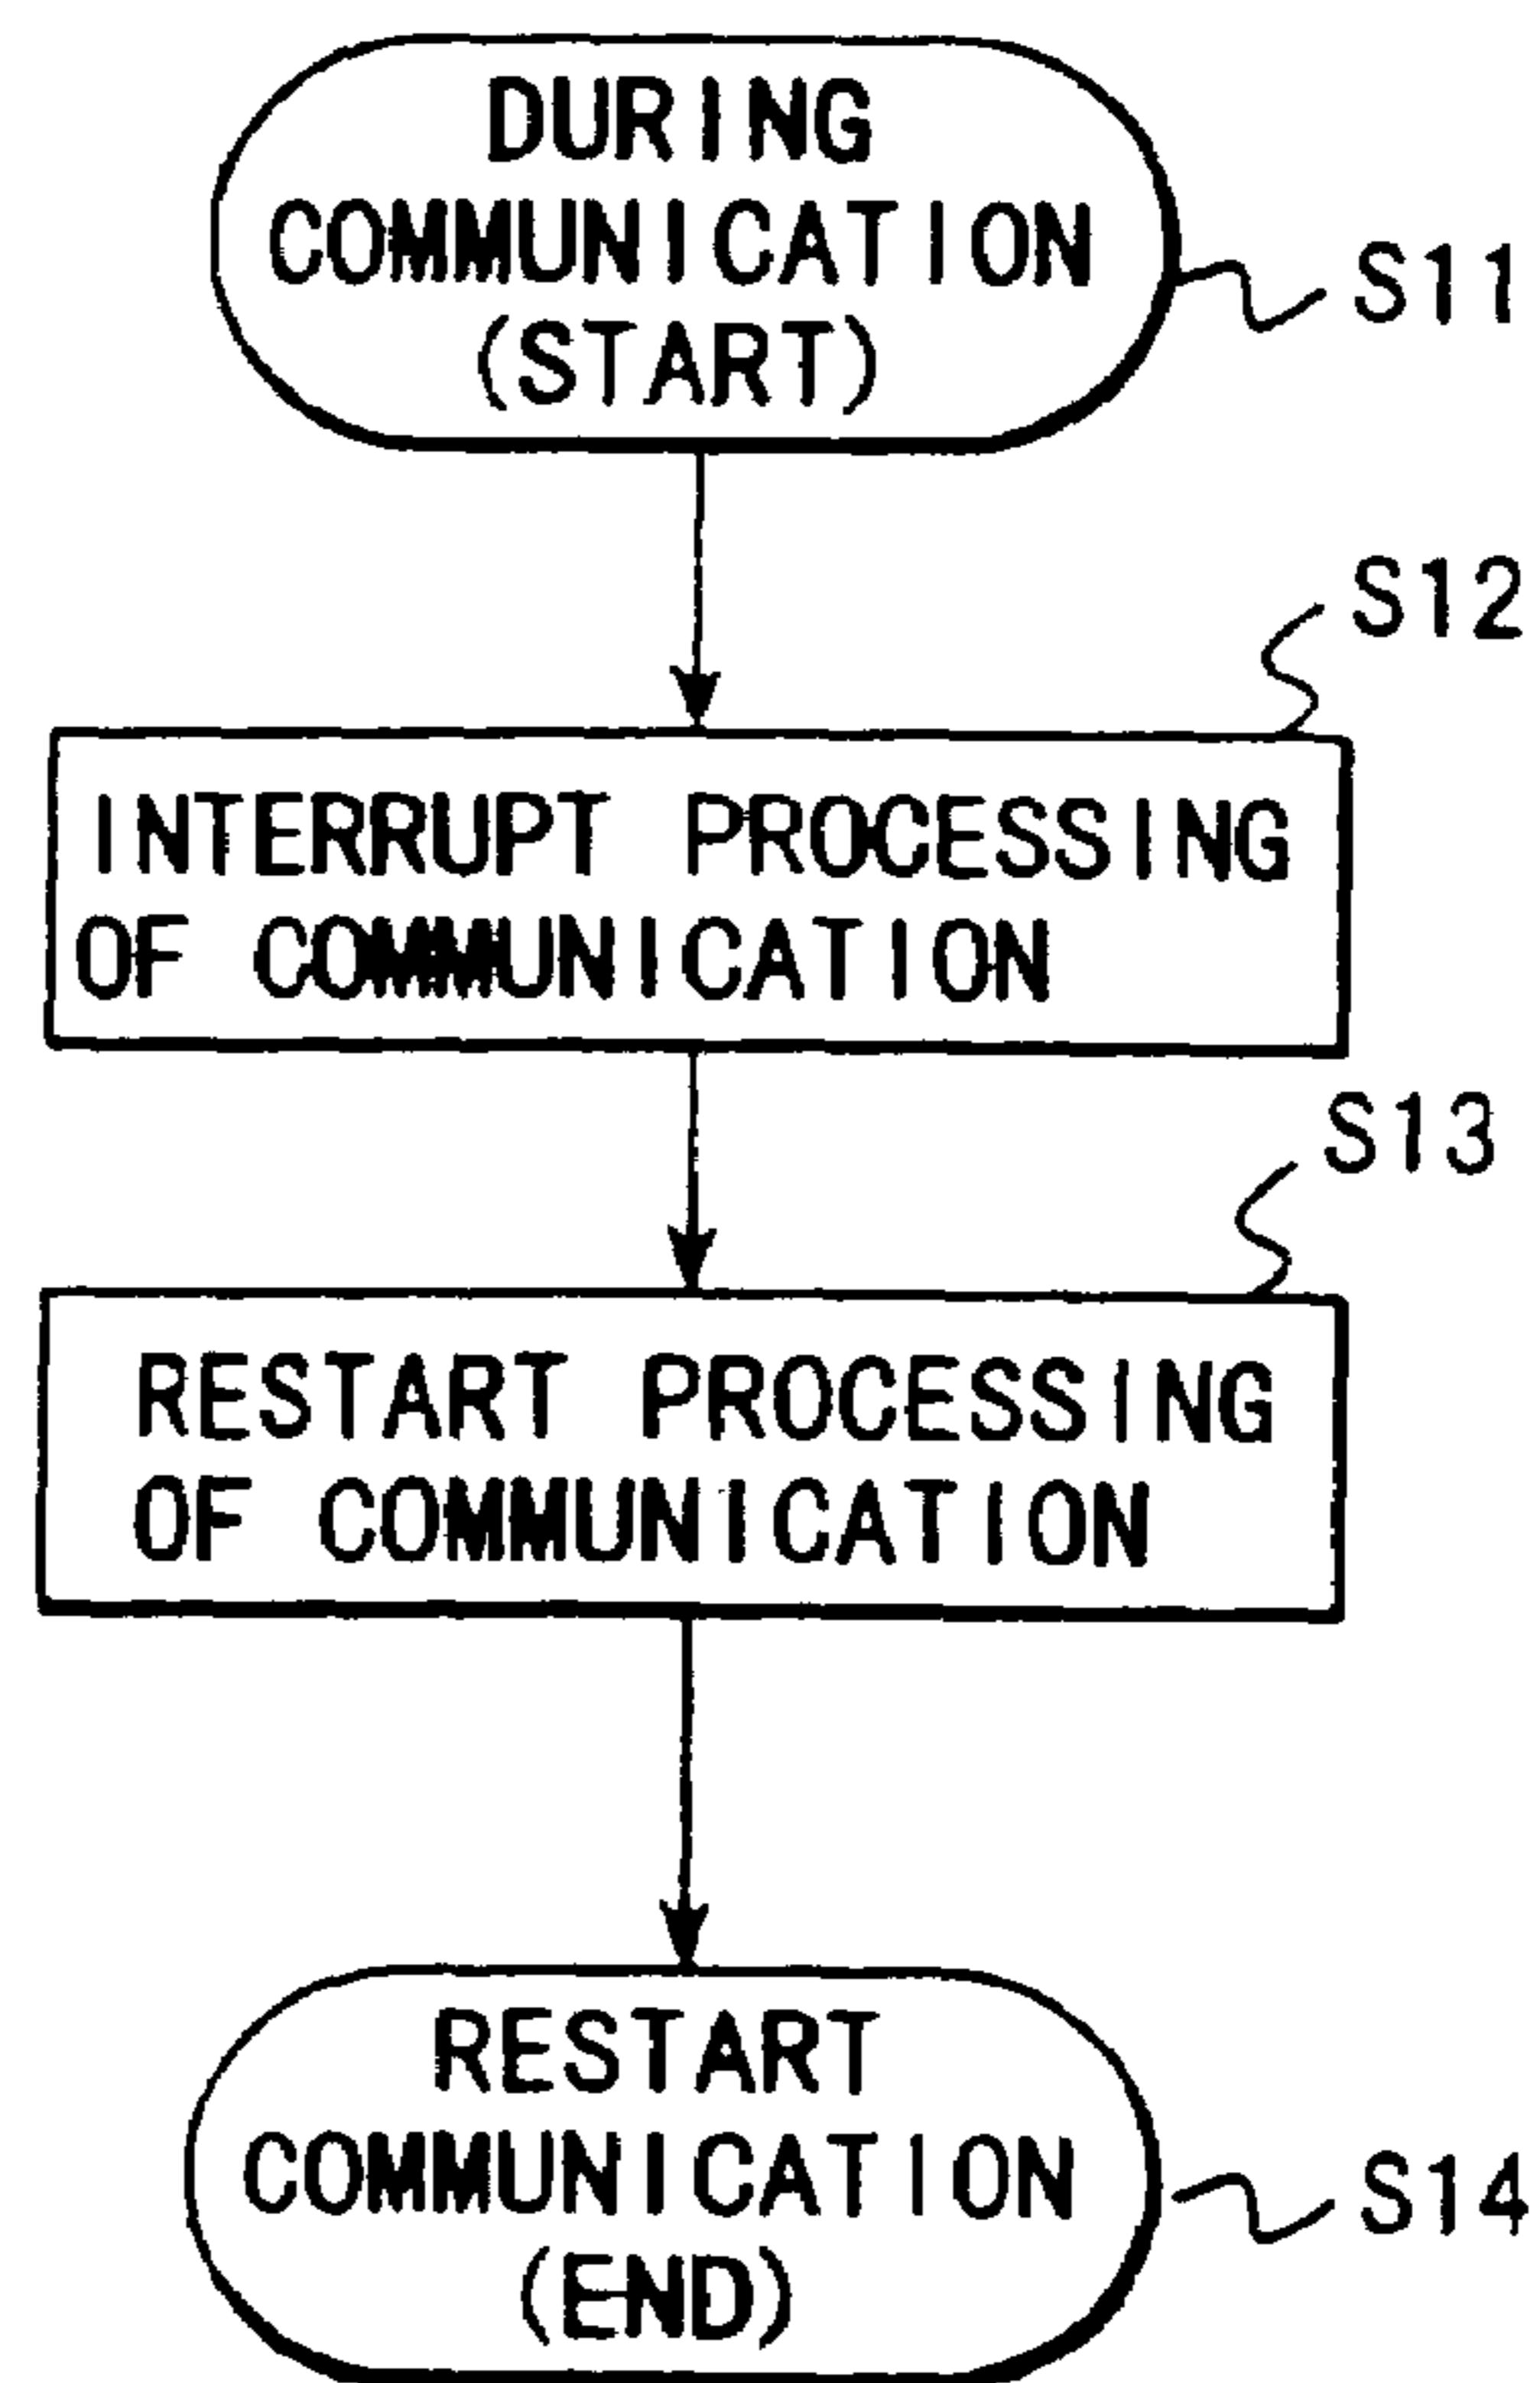 DURING
COMMUNICATION
(START)
S11
S12
INTERRUPT PROCESSING
OF COMMUNICATION
S13
RESTART PROCESSING
OF COMMUNICATION
RESTART
COMMUNICATION
(END)
S14